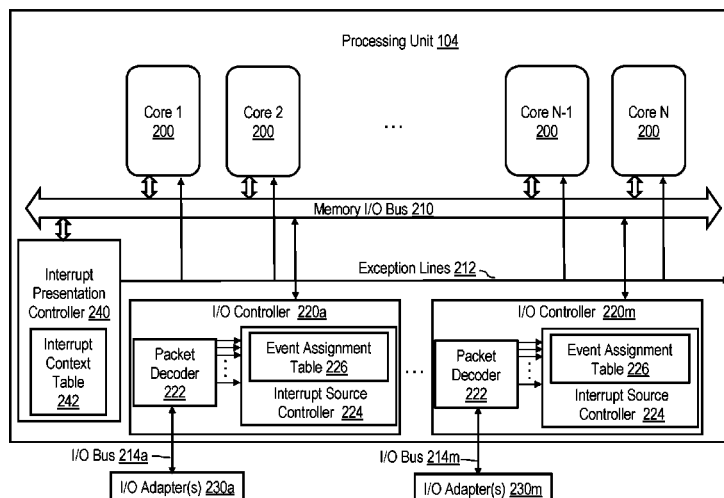 Processing Unit 104
Core 1
200
Core 2
200
...
Core N-1
200
Core N
200
Memory I/O Bus 210
Interrupt
Presentation
Controller 240
Interrupt
Context
Table
242
Exception Lines 212
I/O Controller 220a
Packet
Decoder
222
Event Assignment
Table 226
Interrupt Source
Controller 224
...
I/O Controller 220m
Packet
Decoder
222
Event Assignment
Table 226
Interrupt Source
Controller 224
I/O Bus 214a
I/O Bus 214m
I/O Adapter(s) 230a
I/O Adapter(s) 230m